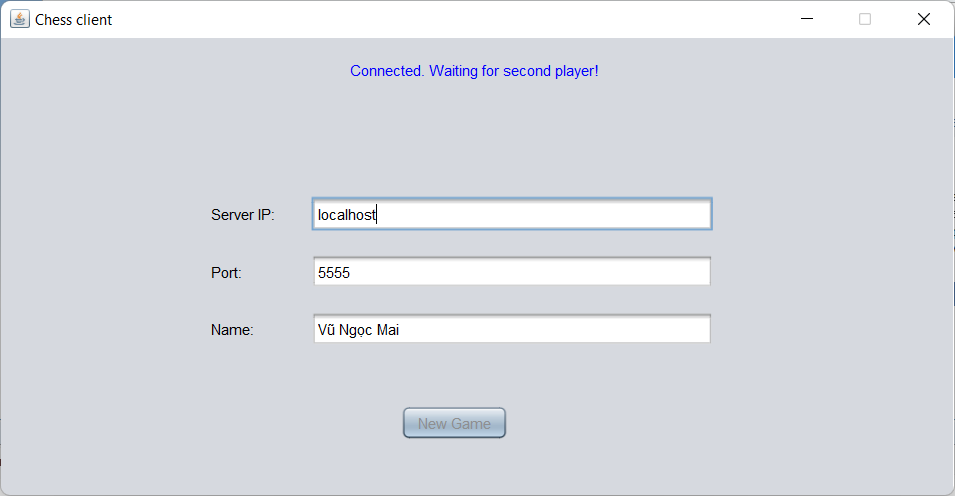 Chess client
Connected. Waiting for second player!
Server IP: localhost
Port: 5555
Name: Vũ Ngọc Mai
New Game